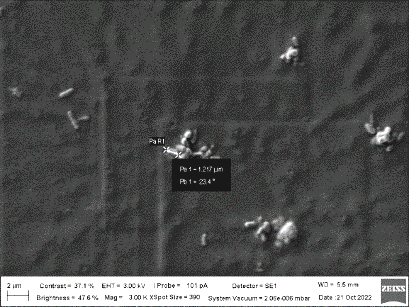 Pa R1
Pa 1 = 1.217 µm
Pb 1 = 23.4 °
2 µm
Contrast = 37.1 % EHT = 3.00 kV I Probe = 101 pA Detector = SE1 WD = 5.5 mm
Brightness = 47.6 % Mag = 3.00 K X Spot Size = 390 System Vacuum = 2.06e-006 mbar Date :21 Oct 2022
ZEISS